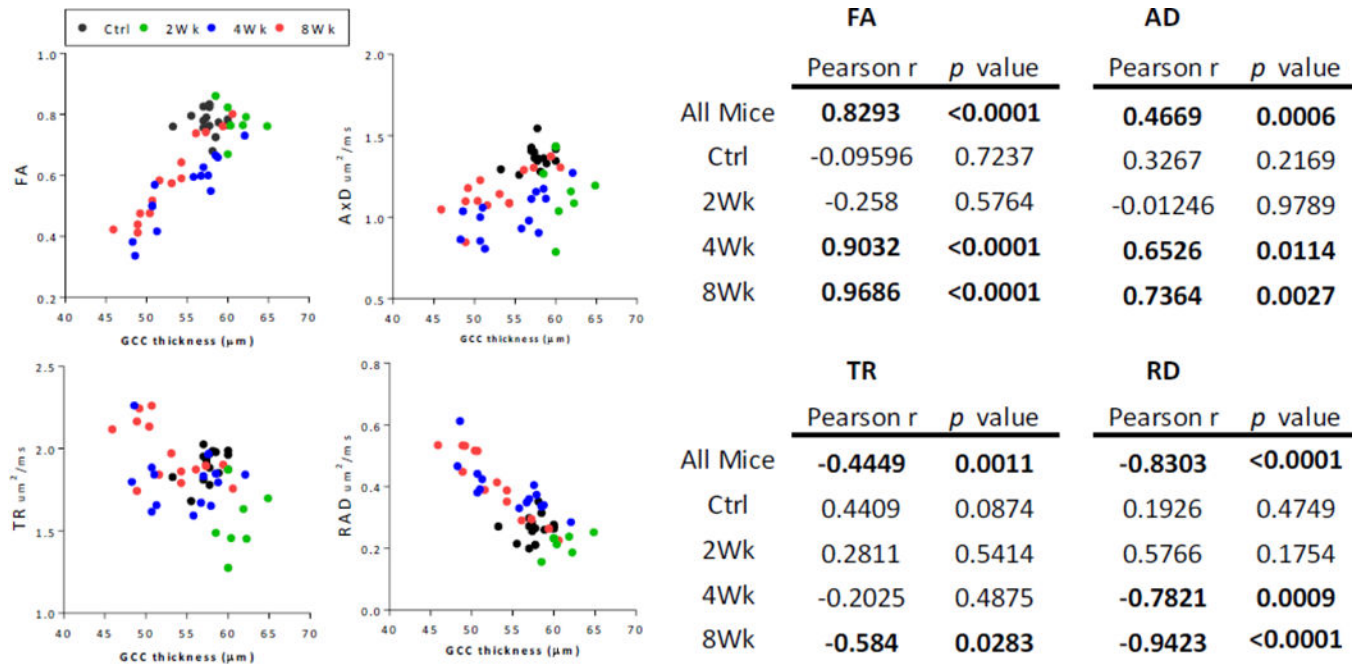 Ctrl 2Wk 4Wk 8Wk
1.0
0.8
0.6
0.4
0.2
FA
40 45 50 55 60 65 70
GCC thickness (μm)
2.0
1.5
1.0
0.5
AxD um²/ms
40 45 50 55 60 65 70
GCC thickness (μm)
2.5
2.0
1.5
1.0
TR um²/ms
40 45 50 55 60 65 70
GCC thickness (μm)
0.8
0.6
0.4
0.2
0.0
RAD um²/ms
40 45 50 55 60 65 70
GCC thickness (μm)
FA AD
Pearson r p value Pearson r p value
All Mice 0.8293 <0.0001 0.4669 0.0006
Ctrl -0.09596 0.7237 0.3267 0.2169
2Wk -0.258 0.5764 -0.01246 0.9789
4Wk 0.9032 <0.0001 0.6526 0.0114
8Wk 0.9686 <0.0001 0.7364 0.0027
TR RD
Pearson r p value Pearson r p value
All Mice -0.4449 0.0011 -0.8303 <0.0001
Ctrl 0.4409 0.0874 0.1926 0.4749
2Wk 0.2811 0.5414 0.5766 0.1754
4Wk -0.2025 0.4875 -0.7821 0.0009
8Wk -0.584 0.0283 -0.9423 <0.0001